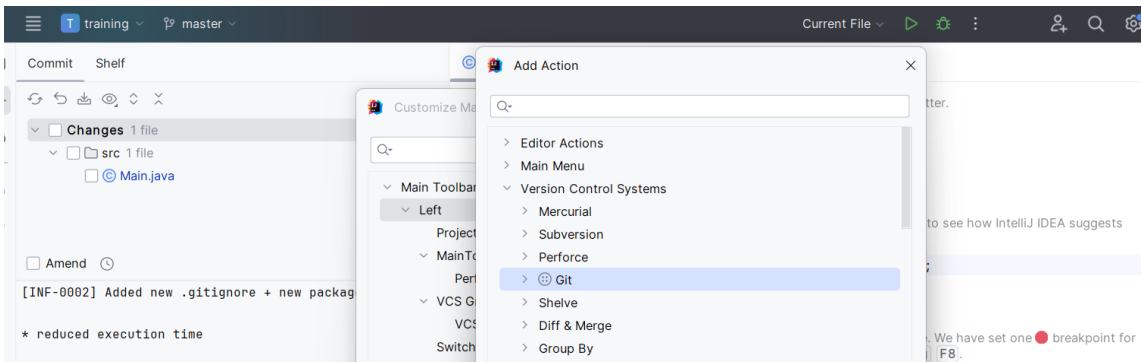 T training master Current File
Commit Shelf
Changes 1 file
src 1 file
Main.java
Amend
[INF-0002] Added new .gitignore + new packag
* reduced execution time
Customize Ma
Main Toolbar
Left
Project
MainTo
Per
VCS G
VCS
Switch
Add Action
Editor Actions
Main Menu
Version Control Systems
Mercurial
Subversion
Perforce
Git
Shelve
Diff & Merge
Group By
tter.
to see how IntelliJ IDEA suggests
;
. We have set one breakpoint for
F8.